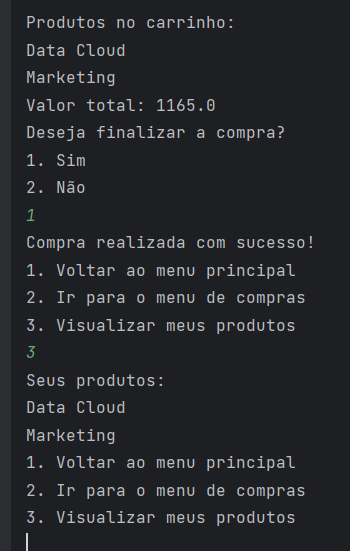 Produtos no carrinho:
Data Cloud
Marketing
Valor total: 1165.0
Deseja finalizar a compra?
1. Sim
2. Não
1
Compra realizada com sucesso!
1. Voltar ao menu principal
2. Ir para o menu de compras
3. Visualizar meus produtos
3
Seus produtos:
Data Cloud
Marketing
1. Voltar ao menu principal
2. Ir para o menu de compras
3. Visualizar meus produtos